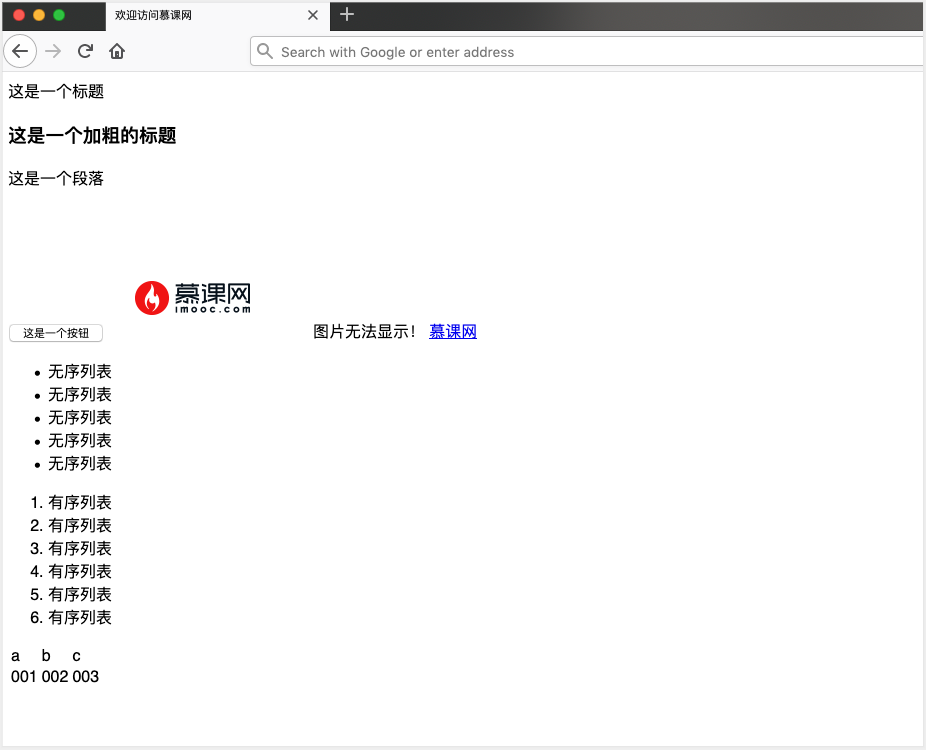 欢迎访问慕课网
Search with Google or enter address
这是一个标题
这是一个加粗的标题
这是一个段落
慕课网
imooc.com
这是一个按钮 图片无法显示！ 慕课网
• 无序列表
• 无序列表
• 无序列表
• 无序列表
• 无序列表
1. 有序列表
2. 有序列表
3. 有序列表
4. 有序列表
5. 有序列表
6. 有序列表
a b c
001 002 003